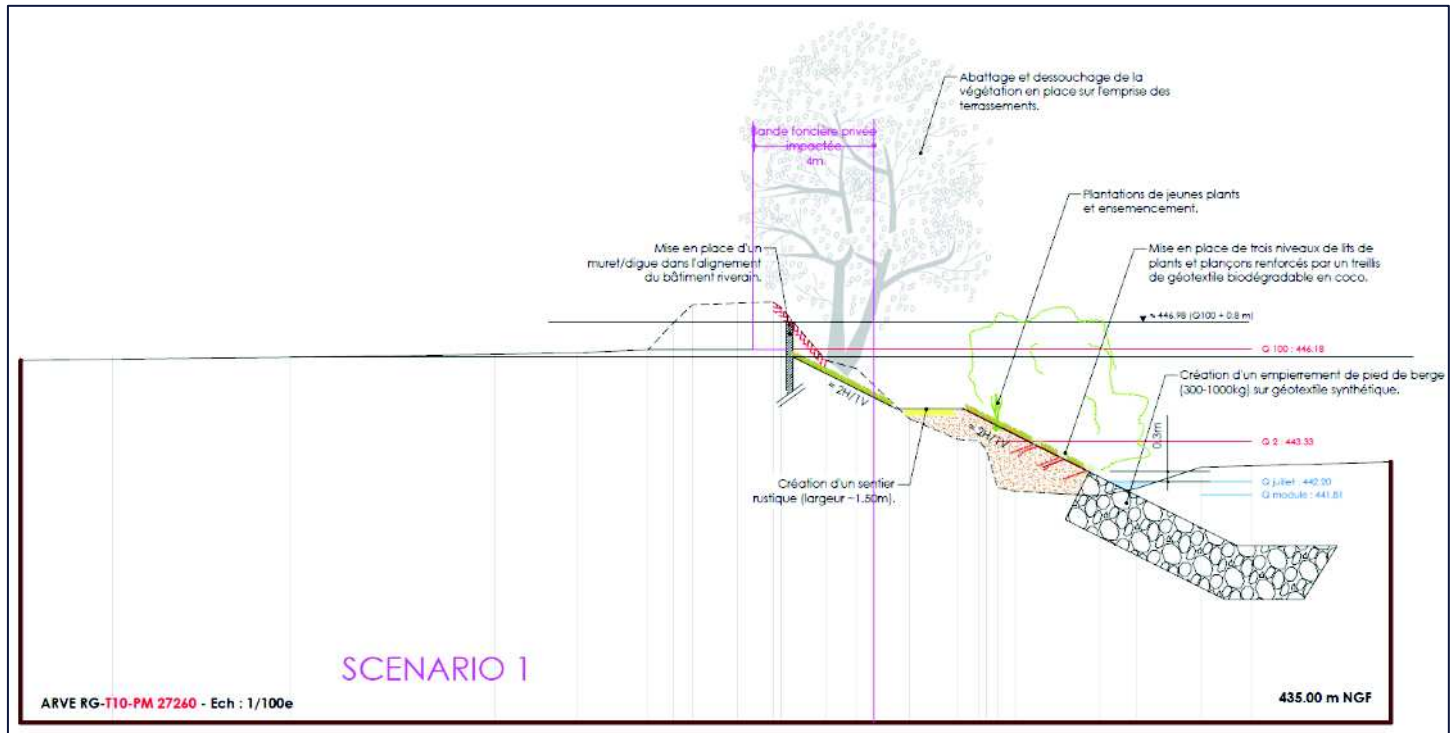 Abattage et dessouchage de la
végétation en place sur l'emprise des
terrassements.
Bande foncière privée
impactée
4m.
Plantations de jeunes plants
et ensemencement.
Mise en place d'un
muret/digue dans l'alignement
du bâtiment riverain.
Mise en place de trois niveaux de lits de
plants et plançons renforcés par un treillis
de géotextile biodégradable en coco.
≈ 446.98 (Q100 + 0.8 m)
Q 100 : 446.18
Création d'un empierrement de pied de berge
(300-1000kg) sur géotextile synthétique.
≈ 2H/1V
≈ 2H/1V
0.3m
Q 2 : 443.33
Création d'un sentier
rustique (largeur ~1.50m).
Q juillet : 442.20
Q module : 441.81
SCENARIO 1
ARVE RG-T10-PM 27260 - Ech : 1/100e
435.00 m NGF